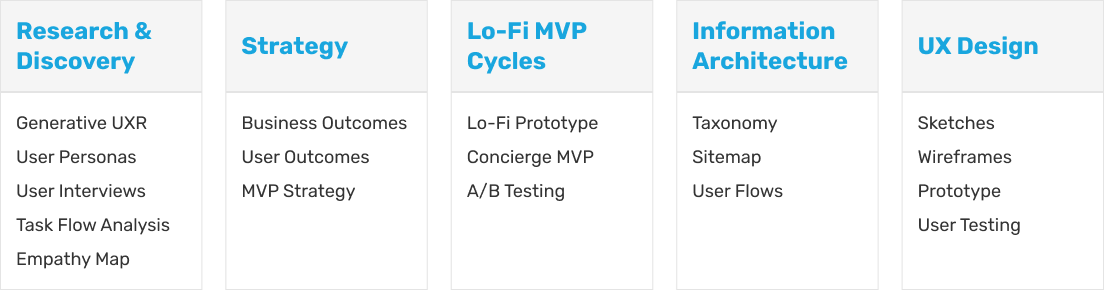 Research &
Discovery
Generative UXR
User Personas
User Interviews
Task Flow Analysis
Empathy Map
Strategy
Business Outcomes
User Outcomes
MVP Strategy
Lo-Fi MVP
Cycles
Lo-Fi Prototype
Concierge MVP
A/B Testing
Information
Architecture
Taxonomy
Sitemap
User Flows
UX Design
Sketches
Wireframes
Prototype
User Testing